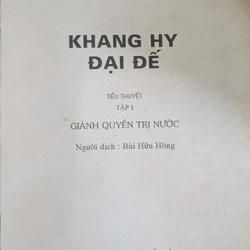 KHANG HY
ĐẠI ĐẾ
TIỂU THUYẾT
TẬP I
GIÀNH QUYỀN TRỊ NƯỚC
Người dịch : Bùi Hữu Hồng